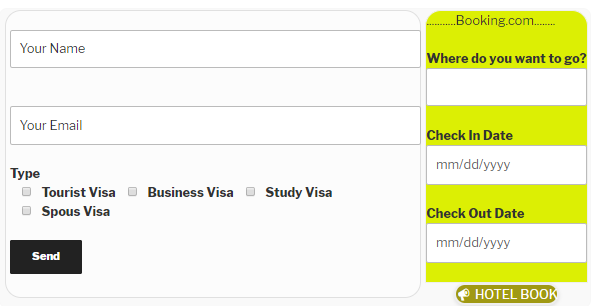 Your Name
Your Email
Type
Tourist Visa Business Visa Study Visa
Spous Visa
Send
...........Booking.com........
Where do you want to go?
Check In Date
mm/dd/yyyy
Check Out Date
mm/dd/yyyy
HOTEL BOOK